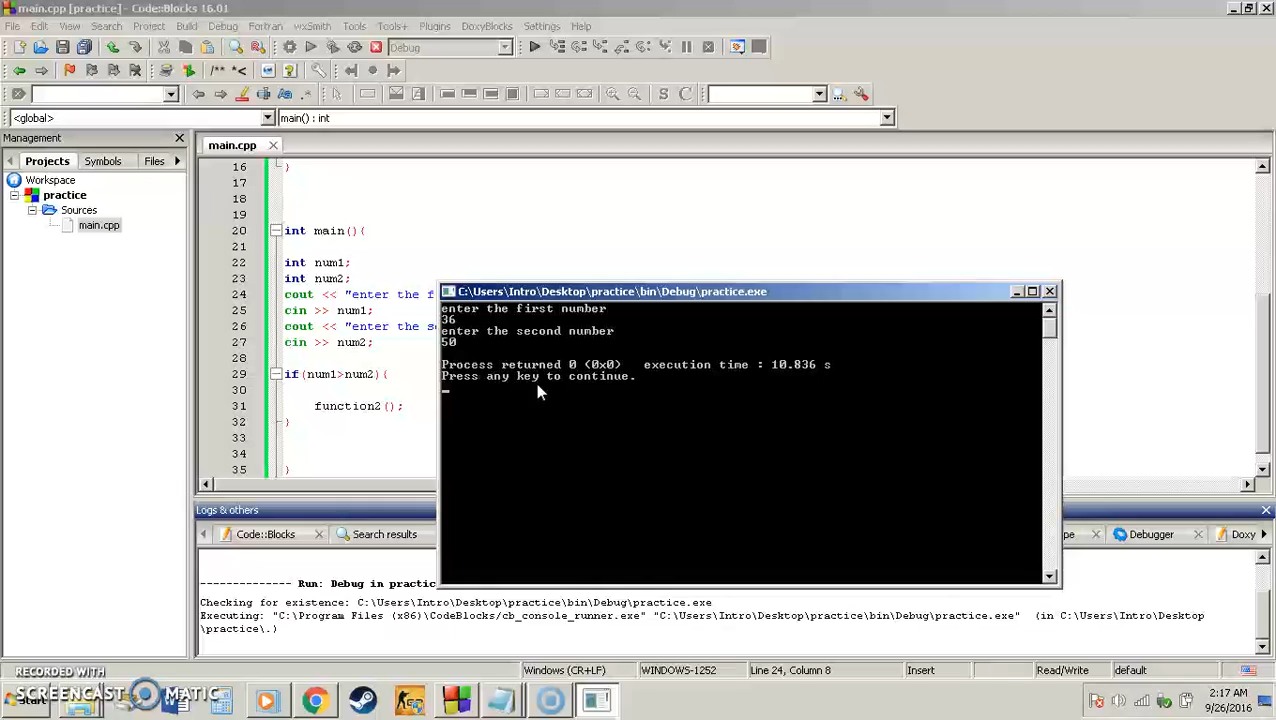 main.cpp [practice] - Code::Blocks 16.01
File Edit View Search Project Build Debug Fortran wxSmith Tools Tools+ Plugins DoxyBlocks Settings Help
Debug
/** *<
S C
<global> main() : int
Management
main.cpp
Projects Symbols Files
Workspace
practice
Sources
main.cpp
16 }
17
18
19
20 int main(){
21
22 int num1;
23 int num2;
24 cout << "enter the f
25 cin >> num1;
26 cout << "enter the s
27 cin >> num2;
28
29 if(num1>num2){
30
31 function2();
32 }
33
34
35 }
C:\Users\Intro\Desktop\practice\bin\Debug\practice.exe
enter the first number
36
enter the second number
50
Process returned 0 (0x0) execution time : 10.836 s
Press any key to continue.
Logs & others
Code::Blocks Search results Debugger Doxy
-------------- Run: Debug in practic
Checking for existence: C:\Users\Intro\Desktop\practice\bin\Debug\practice.exe
Executing: "C:\Program Files (x86)\CodeBlocks/cb_console_runner.exe" "C:\Users\Intro\Desktop\practice\bin\Debug\practice.exe" (in C:\Users\Intro\Desktop
\practice\.)
Windows (CR+LF) WINDOWS-1252 Line 24, Column 8 Insert Read/Write default
RECORDED WITH
SCREENCAST MATIC
Start
2:17 AM
9/26/2016